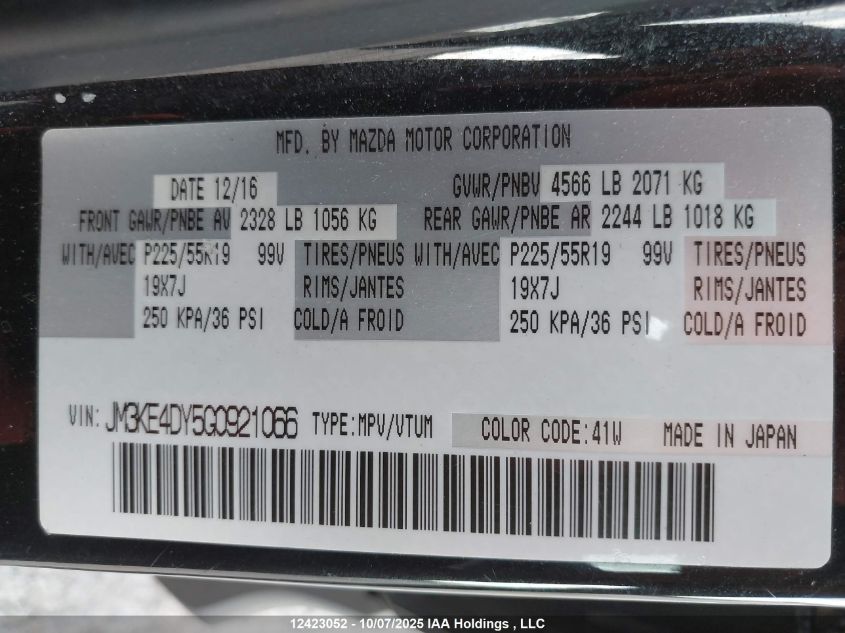 MFD. BY MAZDA MOTOR CORPORATION
DATE 12/16 GVWR/PNBV 4566 LB 2071 KG
FRONT GAWR/PNBE AV 2328 LB 1056 KG REAR GAWR/PNBE AR 2244 LB 1018 KG
WITH/AVEC P225/55R19 99V TIRES/PNEUS WITH/AVEC P225/55R19 99V TIRES/PNEUS
19X7J RIMS/JANTES 19X7J RIMS/JANTES
250 KPA/36 PSI COLD/A FROID 250 KPA/36 PSI COLD/A FROID
VIN: JM3KE4DY5G0921066 TYPE:MPV/VTUM COLOR CODE:41W MADE IN JAPAN
12423052 - 10/07/2025 IAA Holdings , LLC